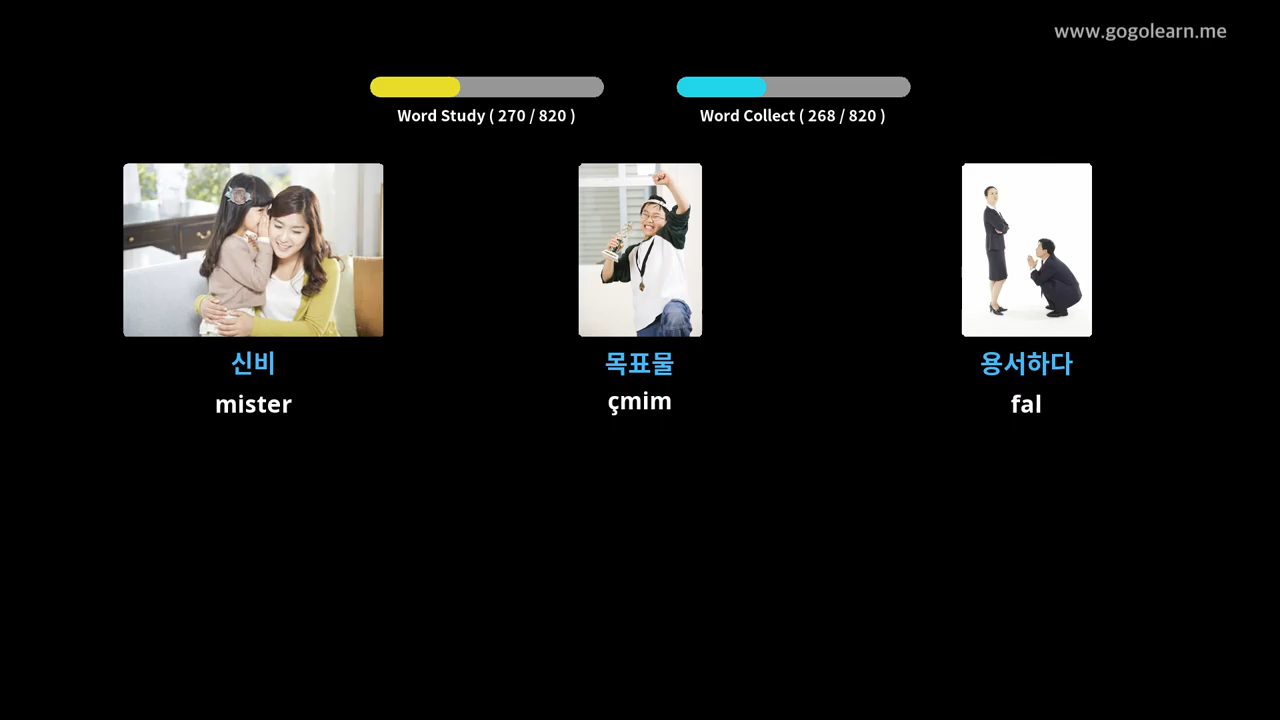 www.gogolearn.me
Word Study ( 270 / 820 )
Word Collect ( 268 / 820 )
신비
목표물
용서하다
mister
çmim
fal